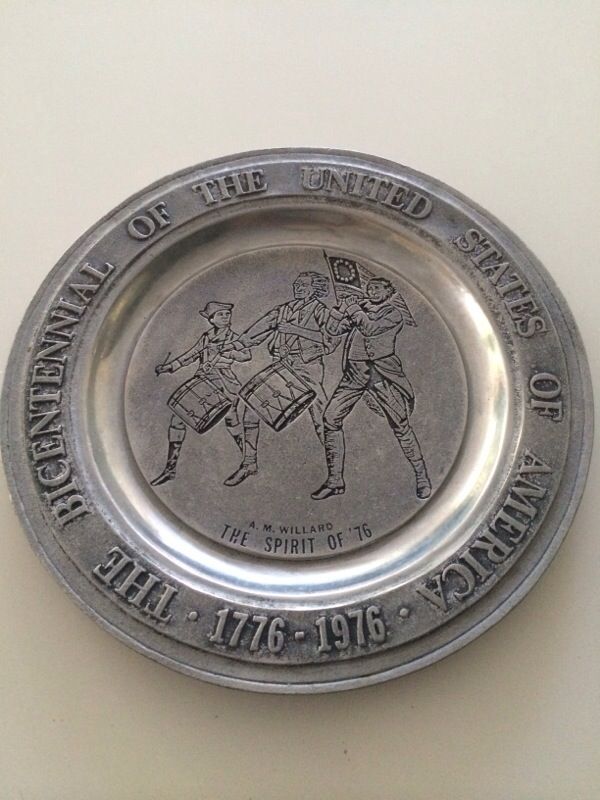 THE BICENTENNIAL OF THE UNITED STATES OF AMERICA
· 1776 - 1976 ·
A. M. WILLARD
THE SPIRIT OF '76